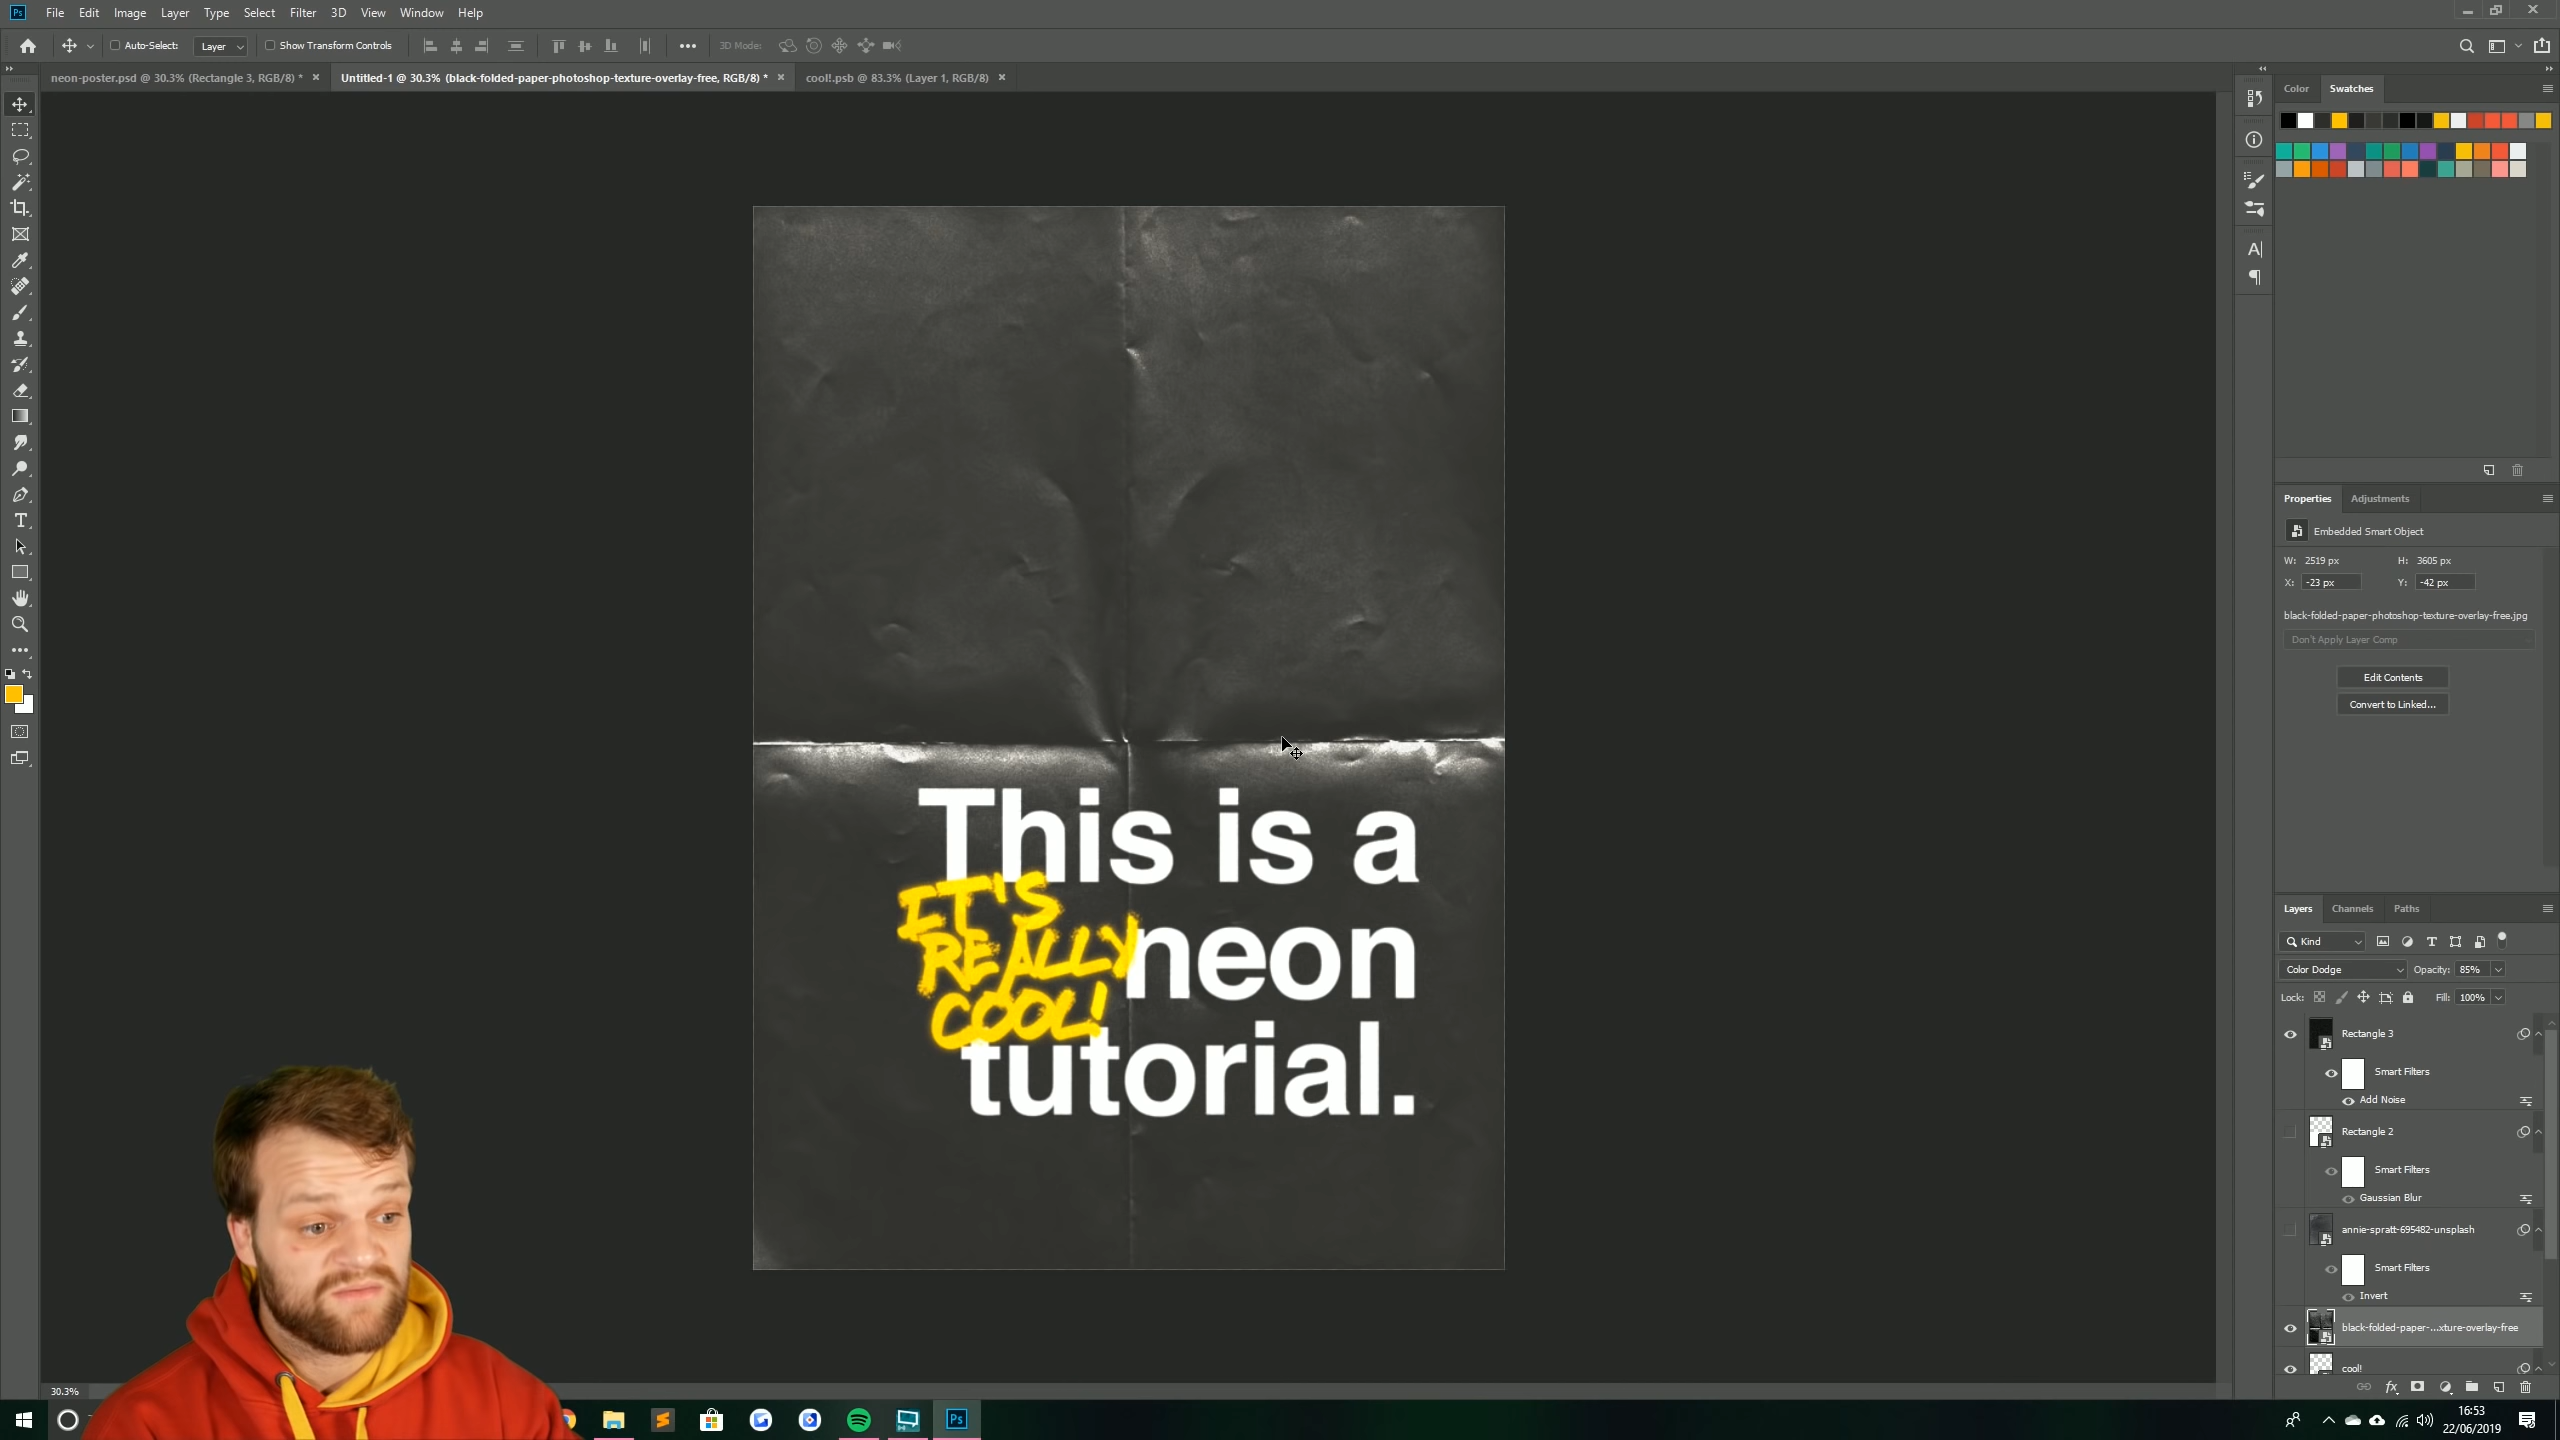 Ps File Edit Image Layer Type Select Filter 3D View Window Help
Auto-Select: Layer Show Transform Controls 3D Mode:
neon-poster.psd @ 30.3% (Rectangle 3, RGB/8) * Untitled-1 @ 30.3% (black-folded-paper-photoshop-texture-overlay-free, RGB/8) * cool!.psb @ 83.3% (Layer 1, RGB/8)
Color Swatches
Properties Adjustments
Embedded Smart Object
W: 2519 px H: 3605 px
X: -23 px Y: -42 px
black-folded-paper-photoshop-texture-overlay-free.jpg
Don't Apply Layer Comp
Edit Contents
Convert to Linked...
This is a
IT'S
REALLY
COOL!
neon
tutorial.
Layers Channels Paths
Kind
Color Dodge Opacity: 85%
Lock: Fill: 100%
Rectangle 3
Smart Filters
Add Noise
Rectangle 2
Smart Filters
Gaussian Blur
annie-spratt-695482-unsplash
Smart Filters
Invert
black-folded-paper-...xture-overlay-free
cool!
fx
30.3%
Ps
16:53
22/06/2019